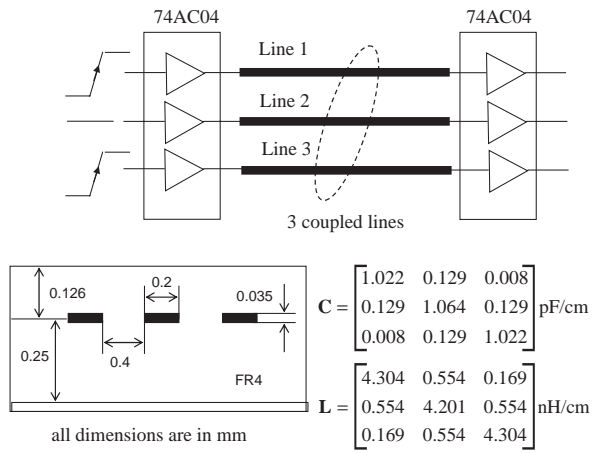 74AC04 74AC04
Line 1
Line 2
Line 3
3 coupled lines
0.126
0.2
0.035
0.25
0.4
FR4
all dimensions are in mm
C = [1.022 0.129 0.008
0.129 1.064 0.129
0.008 0.129 1.022] pF/cm
L = [4.304 0.554 0.169
0.554 4.201 0.554
0.169 0.554 4.304] nH/cm